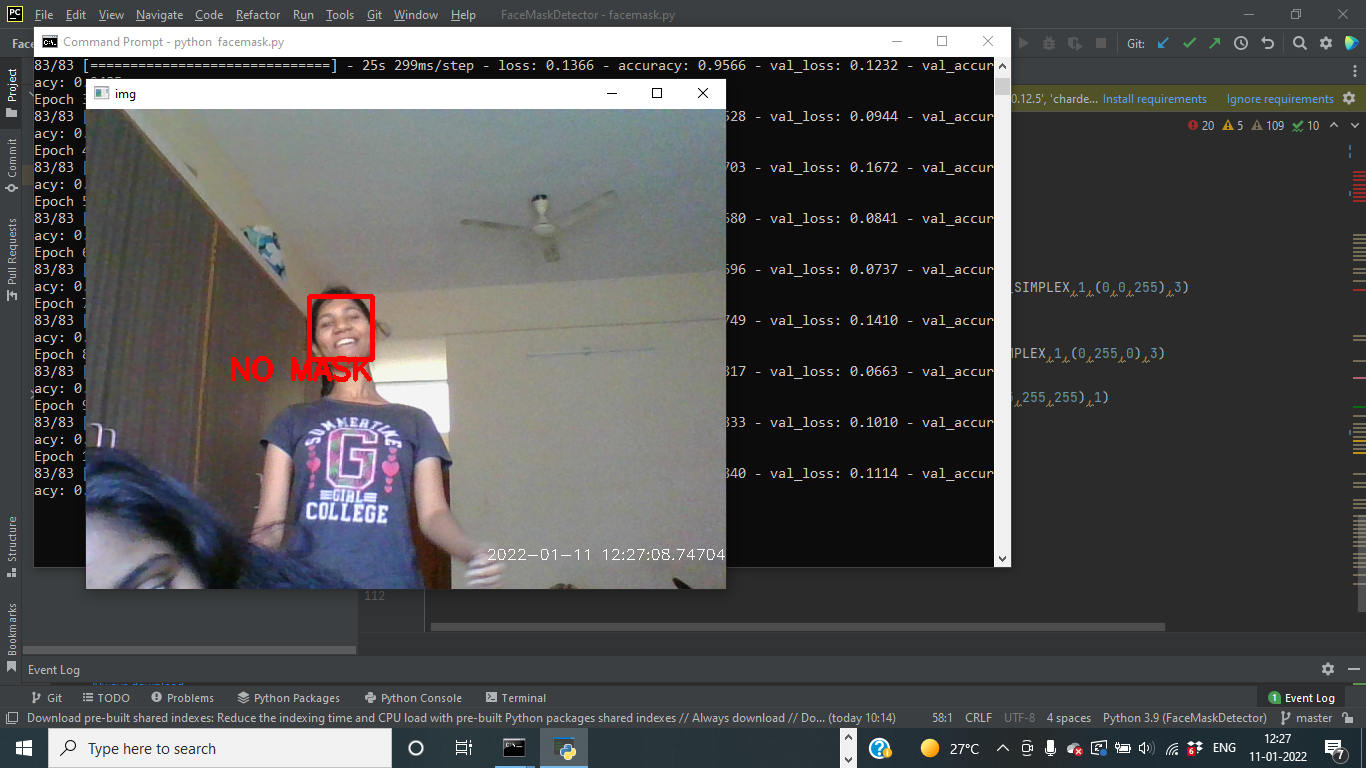 PC File Edit View Navigate Code Refactor Run Tools Git Window Help FaceMaskDetector - facemask.py
Face
Command Prompt - python facemask.py
Git:
83/83 [==============================] - 25s 299ms/step - loss: 0.1366 - accuracy: 0.9566 - val_loss: 0.1232 - val_accur
acy: 0.
img
Epoch
0.12.5', 'charde... Install requirements Ignore requirements
83/83 [ 528 - val_loss: 0.0944 - val_accur
20 5 109 10
acy: 0.
Epoch 4
83/83 [ 703 - val_loss: 0.1672 - val_accur
acy: 0.
Epoch 5
83/83 [ 580 - val_loss: 0.0841 - val_accur
acy: 0.
Epoch 6
83/83 [ 596 - val_loss: 0.0737 - val_accur
acy: 0.
_SIMPLEX,1,(0,0,255),3)
Epoch 7
83/83 [ 749 - val_loss: 0.1410 - val_accur
acy: 0.
Epoch 8
MPLEX,1,(0,255,0),3)
83/83 [ 317 - val_loss: 0.0663 - val_accur
NO MASK
acy: 0.
,255,255),1)
Epoch 9
83/83 [ 333 - val_loss: 0.1010 - val_accur
acy: 0.
Epoch 1
83/83 [ 340 - val_loss: 0.1114 - val_accur
acy: 0.
SUMMERTIME
G
GIRL
COLLEGE
2022-01-11 12:27:08.74704
112
Project
Commit
Pull Requests
Structure
Bookmarks
Event Log
Git TODO Problems Python Packages Python Console Terminal 1 Event Log
Download pre-built shared indexes: Reduce the indexing time and CPU load with pre-built Python packages shared indexes // Always download // Do... (today 10:14) 58:1 CRLF UTF-8 4 spaces Python 3.9 (FaceMaskDetector) master
Type here to search 27°C ENG 12:27
11-01-2022
7